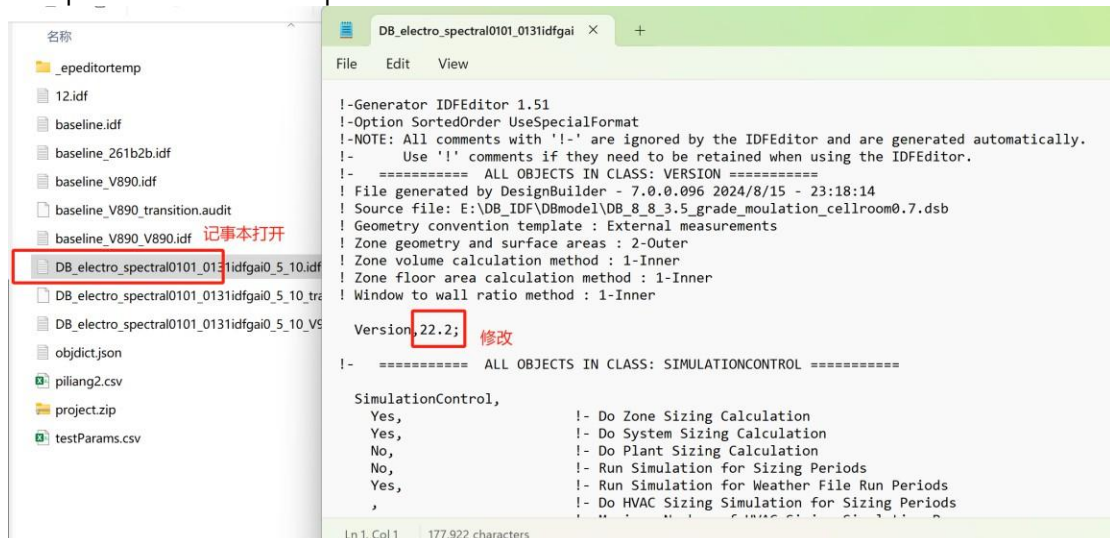 名称
_epeditortemp
12.idf
baseline.idf
baseline_261b2b.idf
baseline_V890.idf
baseline_V890_transition.audit
baseline_V890_V890.idf
记事本打开
DB_electro_spectral0101_0131idfgai0_5_10.idf
DB_electro_spectral0101_0131idfgai0_5_10_tra
DB_electro_spectral0101_0131idfgai0_5_10_V9
objdict.json
piliang2.csv
project.zip
testParams.csv
DB_electro_spectral0101_0131idfgai × +
File Edit View
!-Generator IDFEditor 1.51
!-Option SortedOrder UseSpecialFormat
!-NOTE: All comments with '!-' are ignored by the IDFEditor and are generated automatically.
!- Use '!' comments if they need to be retained when using the IDFEditor.
!- =========== ALL OBJECTS IN CLASS: VERSION ===========
! File generated by DesignBuilder - 7.0.0.096 2024/8/15 - 23:18:14
! Source file: E:\DB_IDF\DBmodel\DB_8_8_3.5_grade_moulation_cellroom0.7.dsb
! Geometry convention template : External measurements
! Zone geometry and surface areas : 2-Outer
! Zone volume calculation method : 1-Inner
! Zone floor area calculation method : 1-Inner
! Window to wall ratio method : 1-Inner
Version,22.2;
修改
!- =========== ALL OBJECTS IN CLASS: SIMULATIONCONTROL ===========
SimulationControl,
Yes, !- Do Zone Sizing Calculation
Yes, !- Do System Sizing Calculation
No, !- Do Plant Sizing Calculation
No, !- Run Simulation for Sizing Periods
Yes, !- Run Simulation for Weather File Run Periods
, !- Do HVAC Sizing Simulation for Sizing Periods
Ln 1, Col 1 177,922 characters